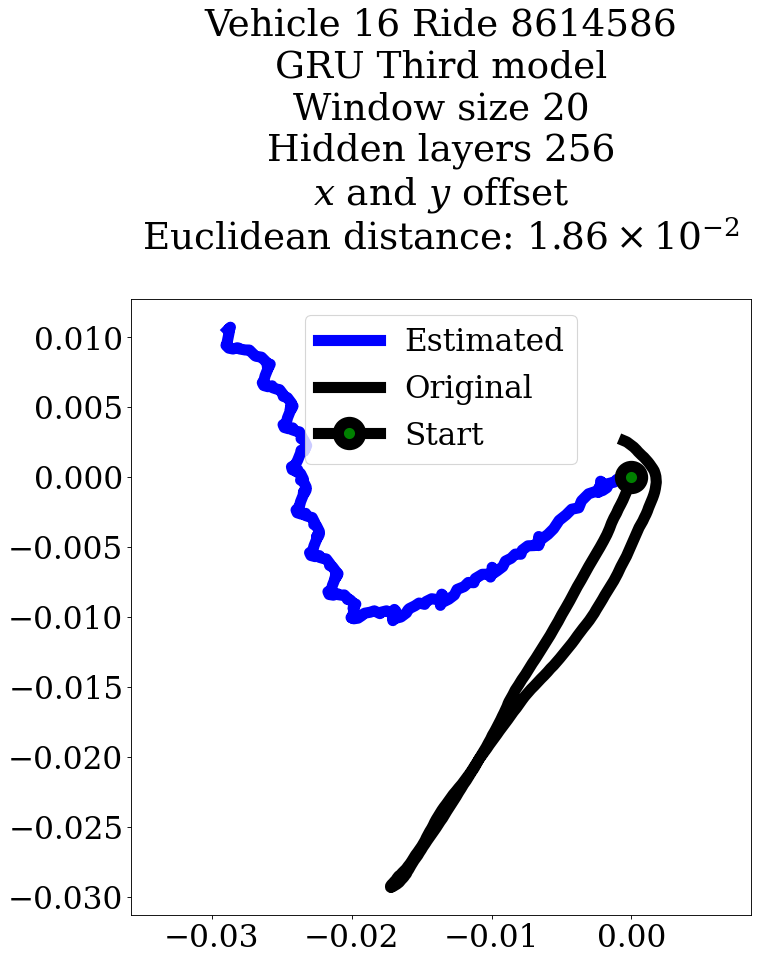 Vehicle 16 Ride 8614586
GRU Third model
Window size 20
Hidden layers 256
x and y offset
Euclidean distance: 1.86 × 10⁻²
Estimated
Original
Start
0.010
0.005
0.000
−0.005
−0.010
−0.015
−0.020
−0.025
−0.030
−0.03 −0.02 −0.01 0.00